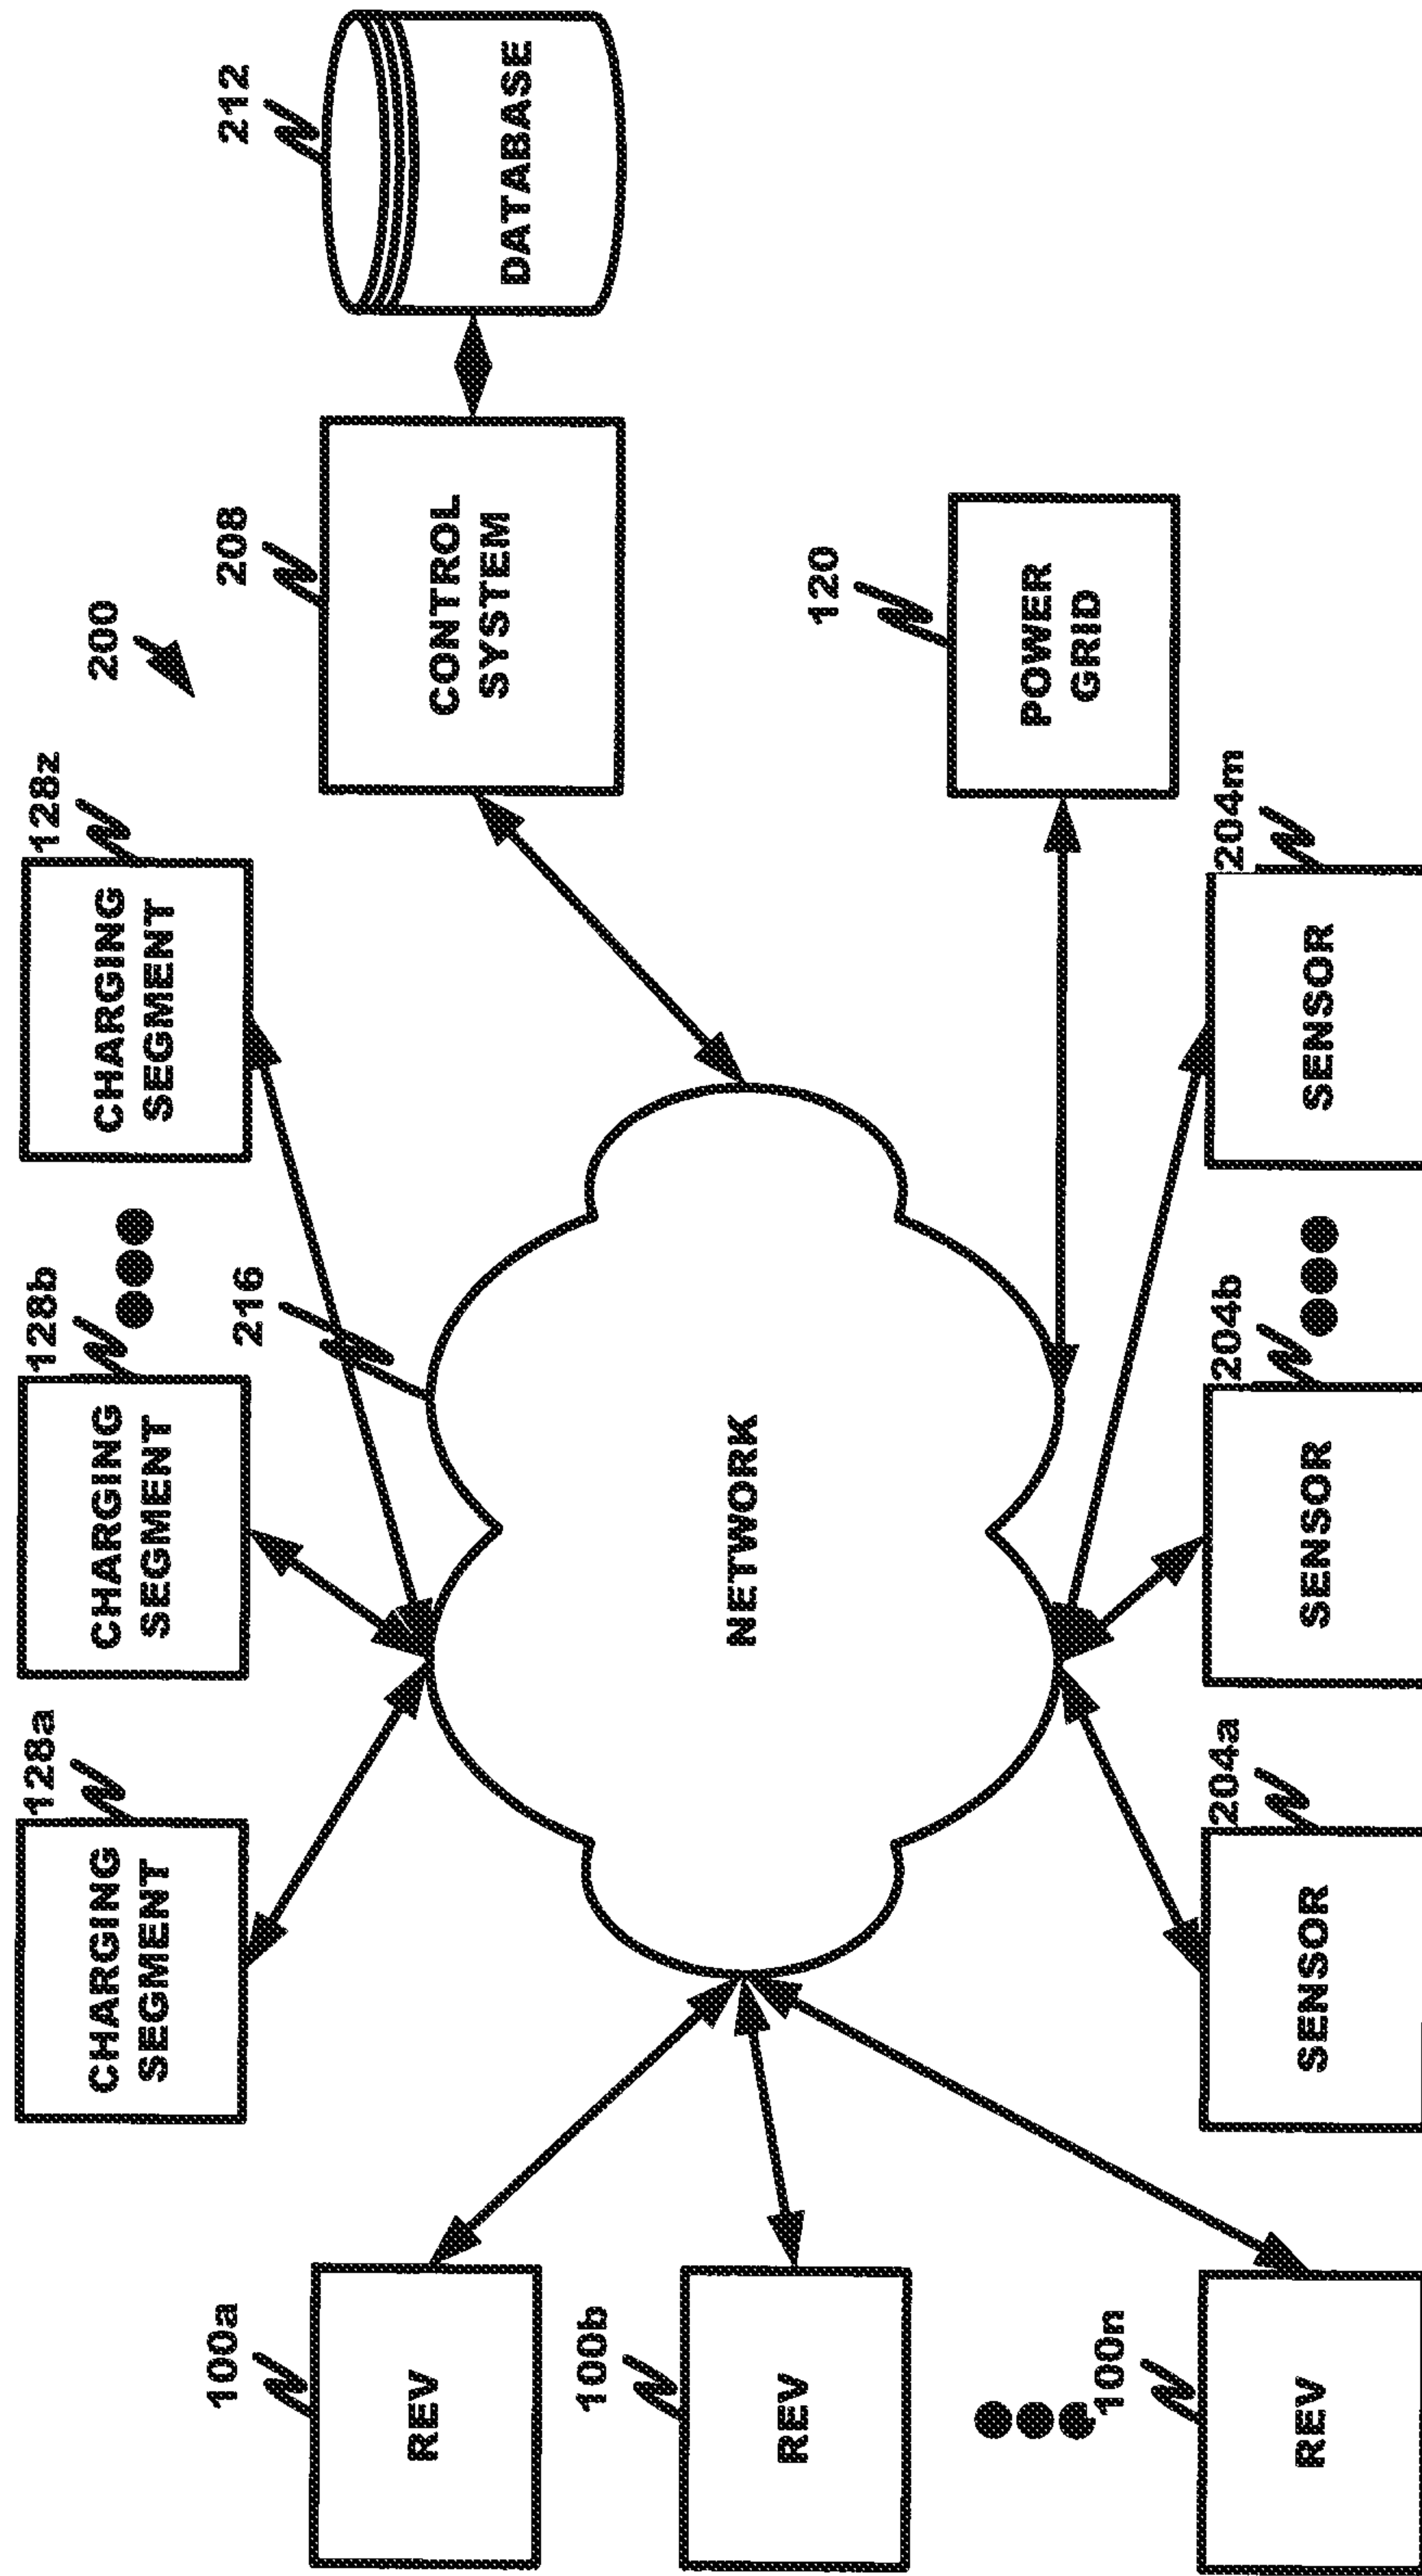 200
128a
CHARGING
SEGMENT
128b
CHARGING
SEGMENT
128z
CHARGING
SEGMENT
212
DATABASE
208
CONTROL
SYSTEM
216
NETWORK
100a
REV
100b
REV
100n
REV
120
POWER
GRID
204a
SENSOR
204b
SENSOR
204m
SENSOR